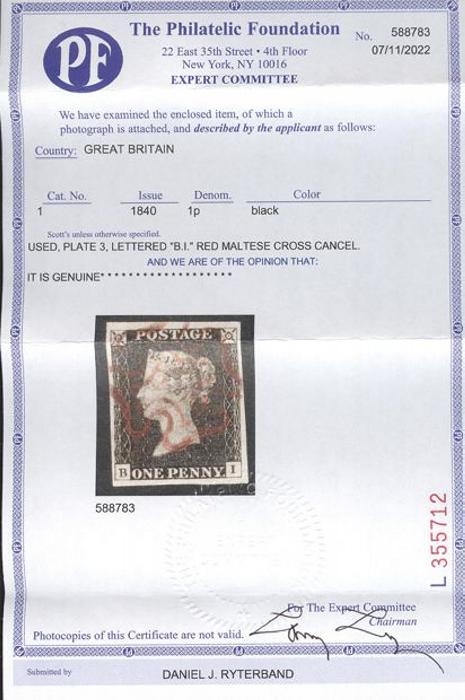 PF
The Philatelic Foundation
22 East 35th Street • 4th Floor
New York, NY 10016
EXPERT COMMITTEE
No. 588783
07/11/2022
We have examined the enclosed item, of which a
photograph is attached, and described by the applicant as follows:
Country: GREAT BRITAIN
Cat. No. Issue Denom. Color
1 1840 1p black
Scott's unless otherwise specified.
USED, PLATE 3, LETTERED "B.I." RED MALTESE CROSS CANCEL.
AND WE ARE OF THE OPINION THAT:
IT IS GENUINE* * * * * * * * * * * * * * * * * * *
POSTAGE
B ONE PENNY I
588783
L 355712
For The Expert Committee
Chairman
Photocopies of this Certificate are not valid.
Submitted by DANIEL J. RYTERBAND